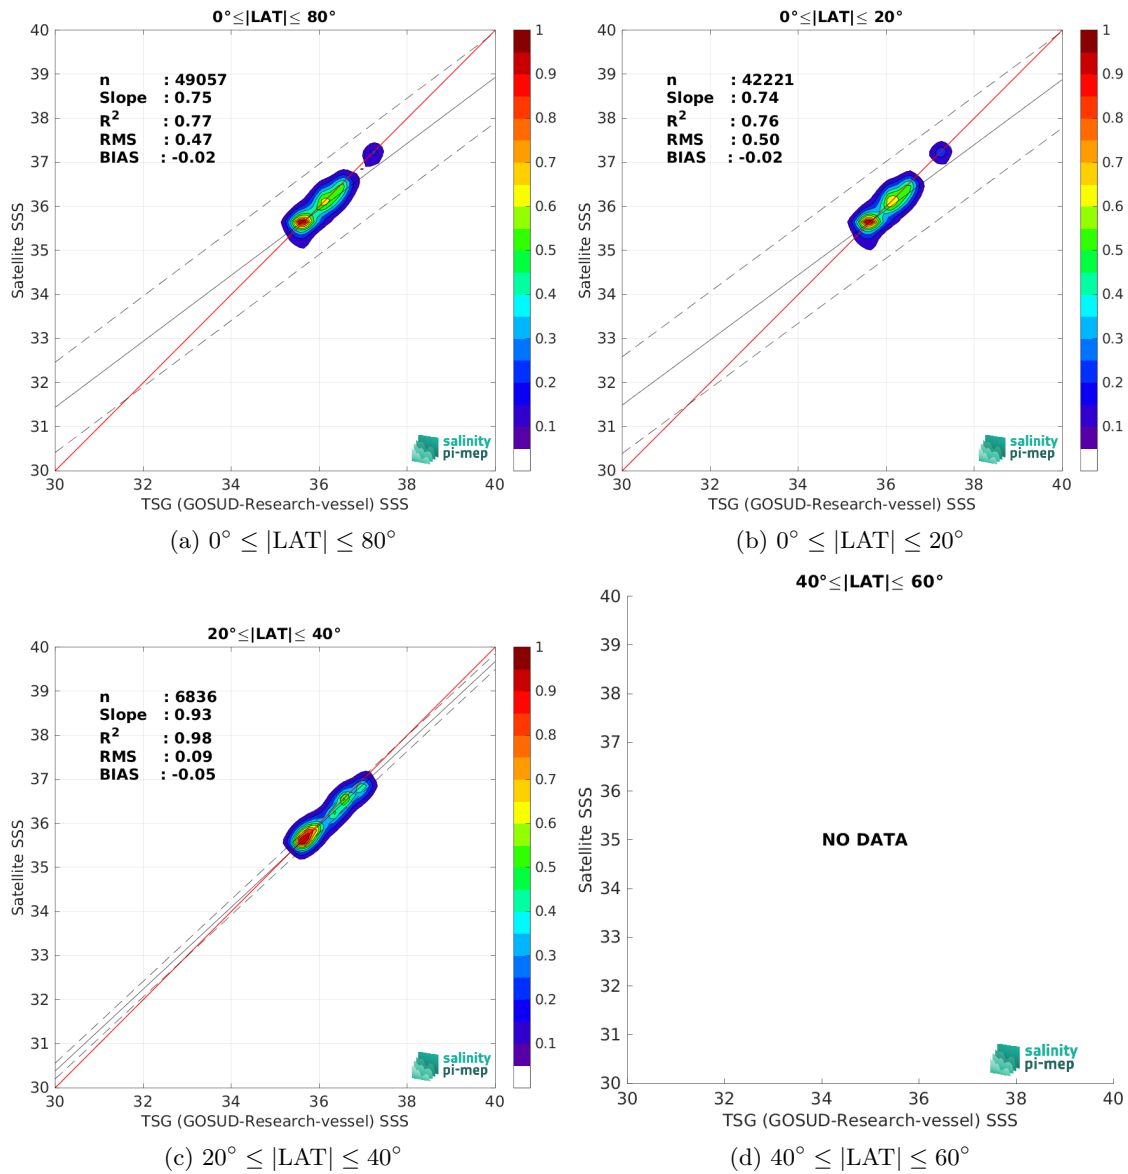 0°≤|LAT|≤ 80°
40
39
38
37
36
35
34
33
32
31
30
Satellite SSS
n : 49057
Slope : 0.75
R² : 0.77
RMS : 0.47
BIAS : -0.02
salinity
pi-mep
30 32 34 36 38 40
TSG (GOSUD-Research-vessel) SSS
1
0.9
0.8
0.7
0.6
0.5
0.4
0.3
0.2
0.1
(a) 0° ≤ |LAT| ≤ 80°
0°≤|LAT|≤ 20°
40
39
38
37
36
35
34
33
32
31
30
Satellite SSS
n : 42221
Slope : 0.74
R² : 0.76
RMS : 0.50
BIAS : -0.02
salinity
pi-mep
30 32 34 36 38 40
TSG (GOSUD-Research-vessel) SSS
1
0.9
0.8
0.7
0.6
0.5
0.4
0.3
0.2
0.1
(b) 0° ≤ |LAT| ≤ 20°
20°≤|LAT|≤ 40°
40
39
38
37
36
35
34
33
32
31
30
Satellite SSS
n : 6836
Slope : 0.93
R² : 0.98
RMS : 0.09
BIAS : -0.05
salinity
pi-mep
30 32 34 36 38 40
TSG (GOSUD-Research-vessel) SSS
1
0.9
0.8
0.7
0.6
0.5
0.4
0.3
0.2
0.1
(c) 20° ≤ |LAT| ≤ 40°
40°≤|LAT|≤ 60°
40
39
38
37
36
35
34
33
32
31
30
Satellite SSS
NO DATA
salinity
pi-mep
30 32 34 36 38 40
TSG (GOSUD-Research-vessel) SSS
(d) 40° ≤ |LAT| ≤ 60°